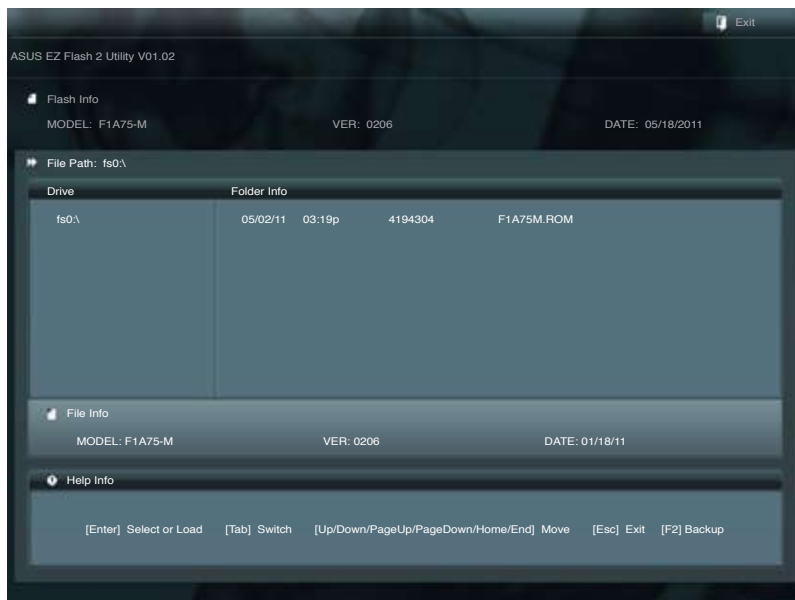 Exit
ASUS EZ Flash 2 Utility V01.02
Flash Info
MODEL: F1A75-M VER: 0206 DATE: 05/18/2011
File Path: fs0:\
Drive Folder Info
fs0:\ 05/02/11 03:19p 4194304 F1A75M.ROM
File Info
MODEL: F1A75-M VER: 0206 DATE: 01/18/11
Help Info
[Enter] Select or Load [Tab] Switch [Up/Down/PageUp/PageDown/Home/End] Move [Esc] Exit [F2] Backup